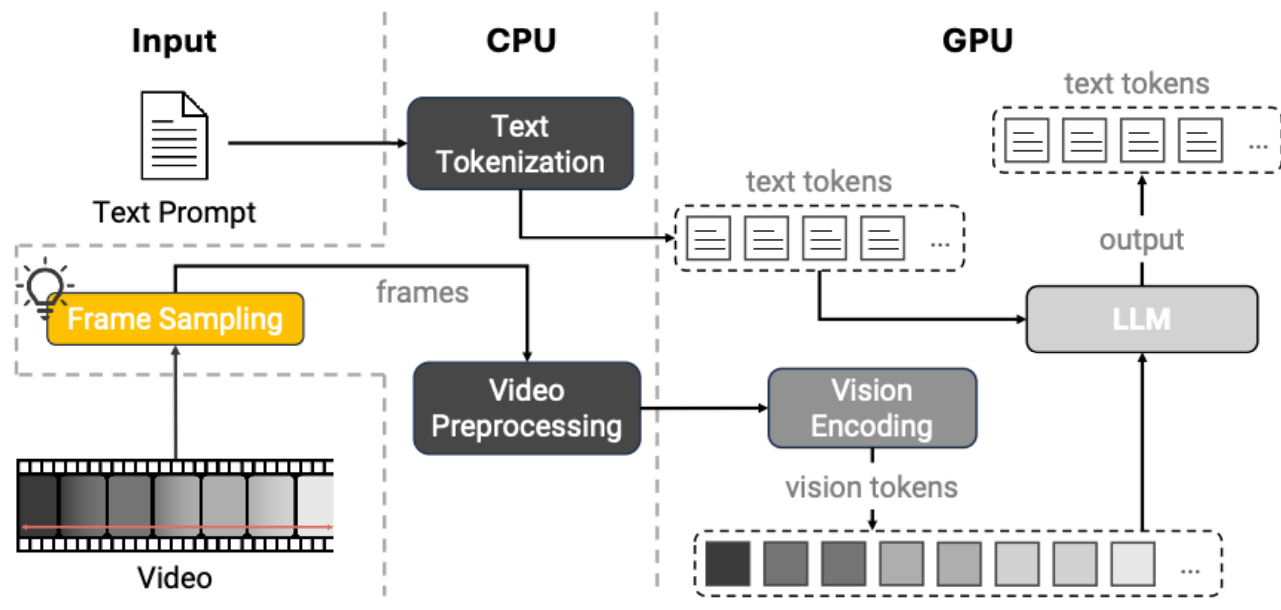 Input
CPU
GPU
text tokens
Text
Tokenization
...
Text Prompt
text tokens
...
output
frames
Frame Sampling
LLM
Video
Preprocessing
Vision
Encoding
vision tokens
...
Video